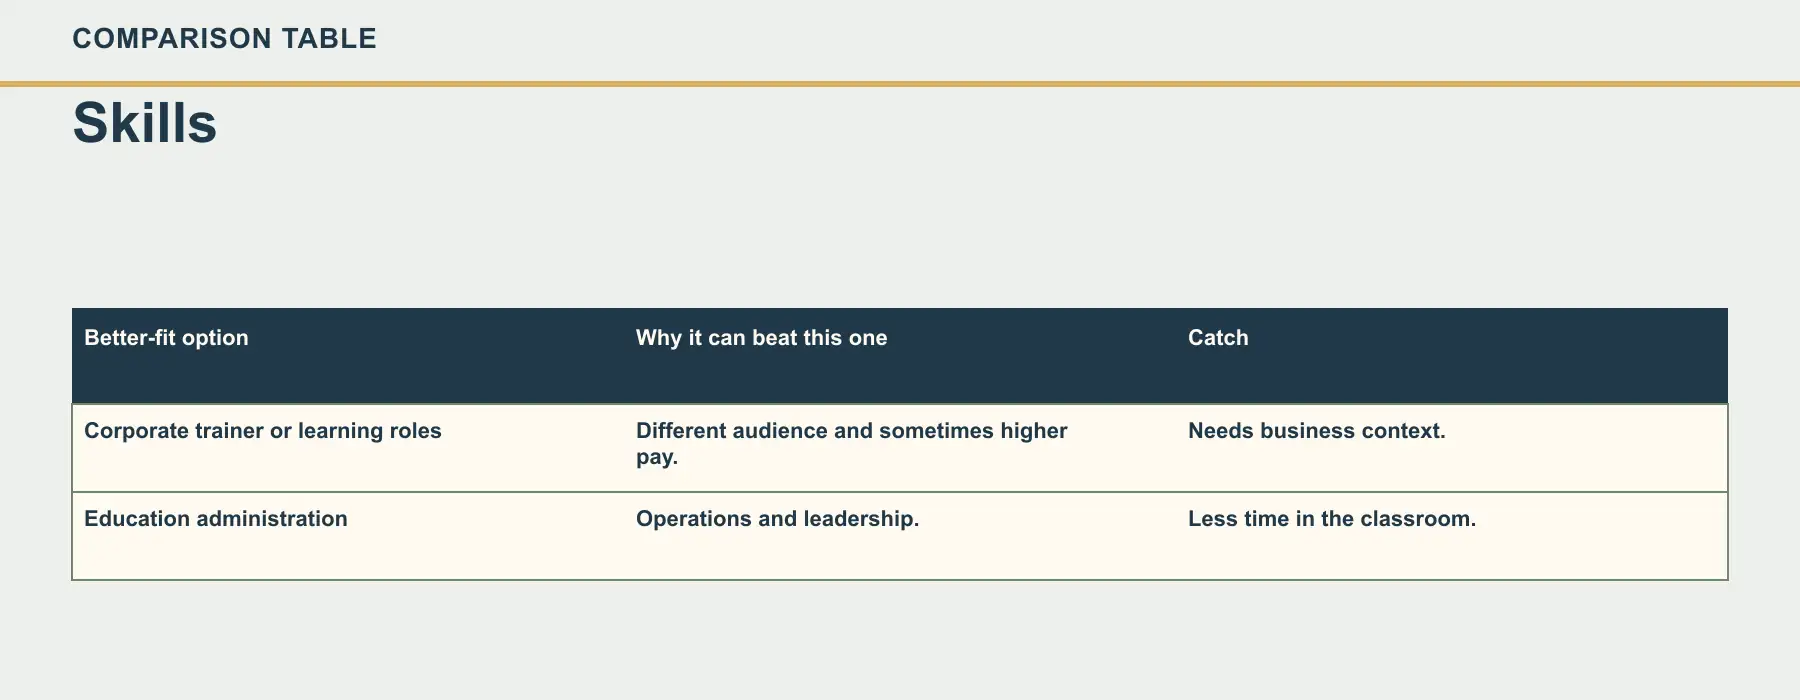 COMPARISON TABLE
Skills
Better-fit option
Why it can beat this one
Catch
Corporate trainer or learning roles
Different audience and sometimes higher
pay.
Needs business context.
Education administration
Operations and leadership.
Less time in the classroom.